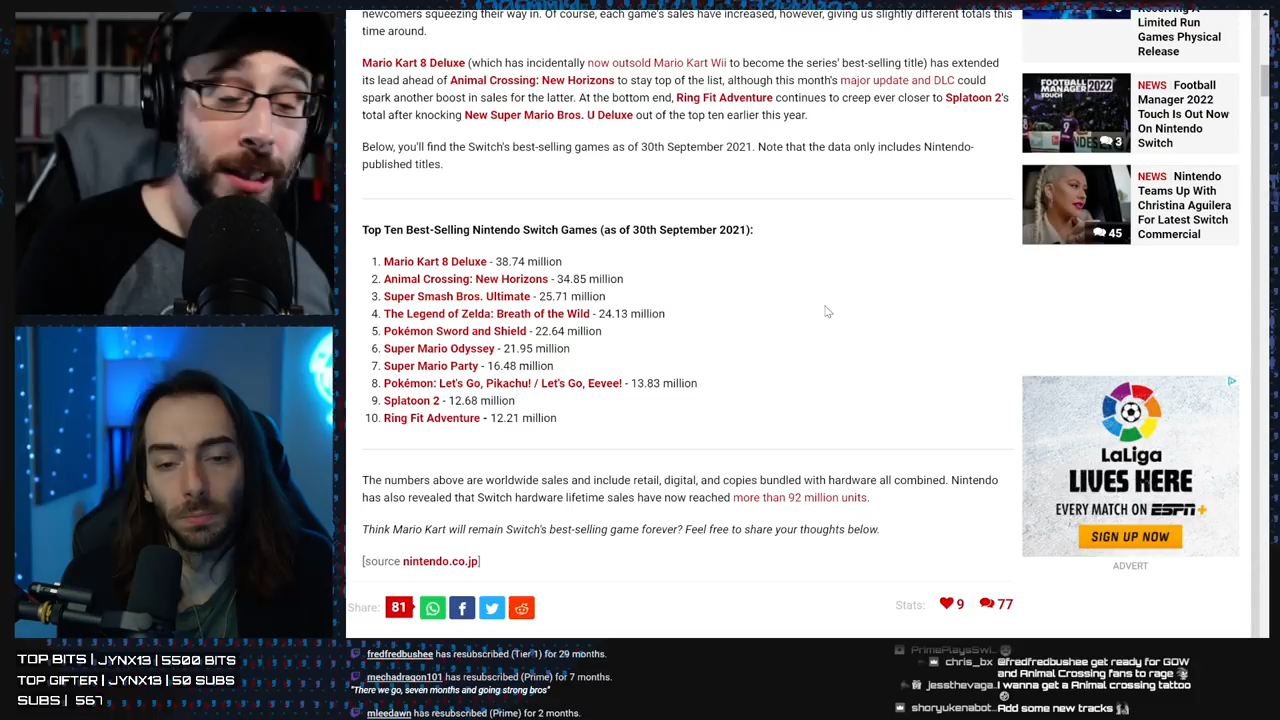 newcomers squeezing their way in. Of course, each game's sales have increased, however, giving us slightly different totals this
time around.
Mario Kart 8 Deluxe (which has incidentally now outsold Mario Kart Wii to become the series' best-selling title) has extended
its lead ahead of Animal Crossing: New Horizons to stay top of the list, although this month's major update and DLC could
spark another boost in sales for the latter. At the bottom end, Ring Fit Adventure continues to creep ever closer to Splatoon 2's
total after knocking New Super Mario Bros. U Deluxe out of the top ten earlier this year.
Below, you'll find the Switch's best-selling games as of 30th September 2021. Note that the data only includes Nintendo-
published titles.
Top Ten Best-Selling Nintendo Switch Games (as of 30th September 2021):
1. Mario Kart 8 Deluxe - 38.74 million
2. Animal Crossing: New Horizons - 34.85 million
3. Super Smash Bros. Ultimate - 25.71 million
4. The Legend of Zelda: Breath of the Wild - 24.13 million
5. Pokémon Sword and Shield - 22.64 million
6. Super Mario Odyssey - 21.95 million
7. Super Mario Party - 16.48 million
8. Pokémon: Let's Go, Pikachu! / Let's Go, Eevee! - 13.83 million
9. Splatoon 2 - 12.68 million
10. Ring Fit Adventure - 12.21 million
The numbers above are worldwide sales and include retail, digital, and copies bundled with hardware all combined. Nintendo
has also revealed that Switch hardware lifetime sales have now reached more than 92 million units.
Think Mario Kart will remain Switch's best-selling game forever? Feel free to share your thoughts below.
[source nintendo.co.jp]
Share: 81
Stats: 9 77
Receiving A
Limited Run
Games Physical
Release
FOOTBALL
MANAGER 2022
TOUCH
3
NEWS Football
Manager 2022
Touch Is Out Now
On Nintendo
Switch
45
NEWS Nintendo
Teams Up With
Christina Aguilera
For Latest Switch
Commercial
LaLiga
LIVES HERE
EVERY MATCH ON ESPN+
SIGN UP NOW
ADVERT
TOP BITS | JYNX13 | 5500 BITS
TOP GIFTER | JYNX13 | 50 SUBS
SUBS | 567
fredfredbushee has resubscribed (Tier 1) for 29 months.
mechadragon101 has resubscribed (Prime) for 7 months.
"There we go, seven months and going strong bros"
mleedawn has resubscribed (Prime) for 2 months.
PrimePlaysSwi...
chris_bx @fredfredbushee get ready for GOW
and Animal Crossing fans to rage
jessthevaga... I wanna get a Animal crossing tattoo
shoryukenabot... Add some new tracks